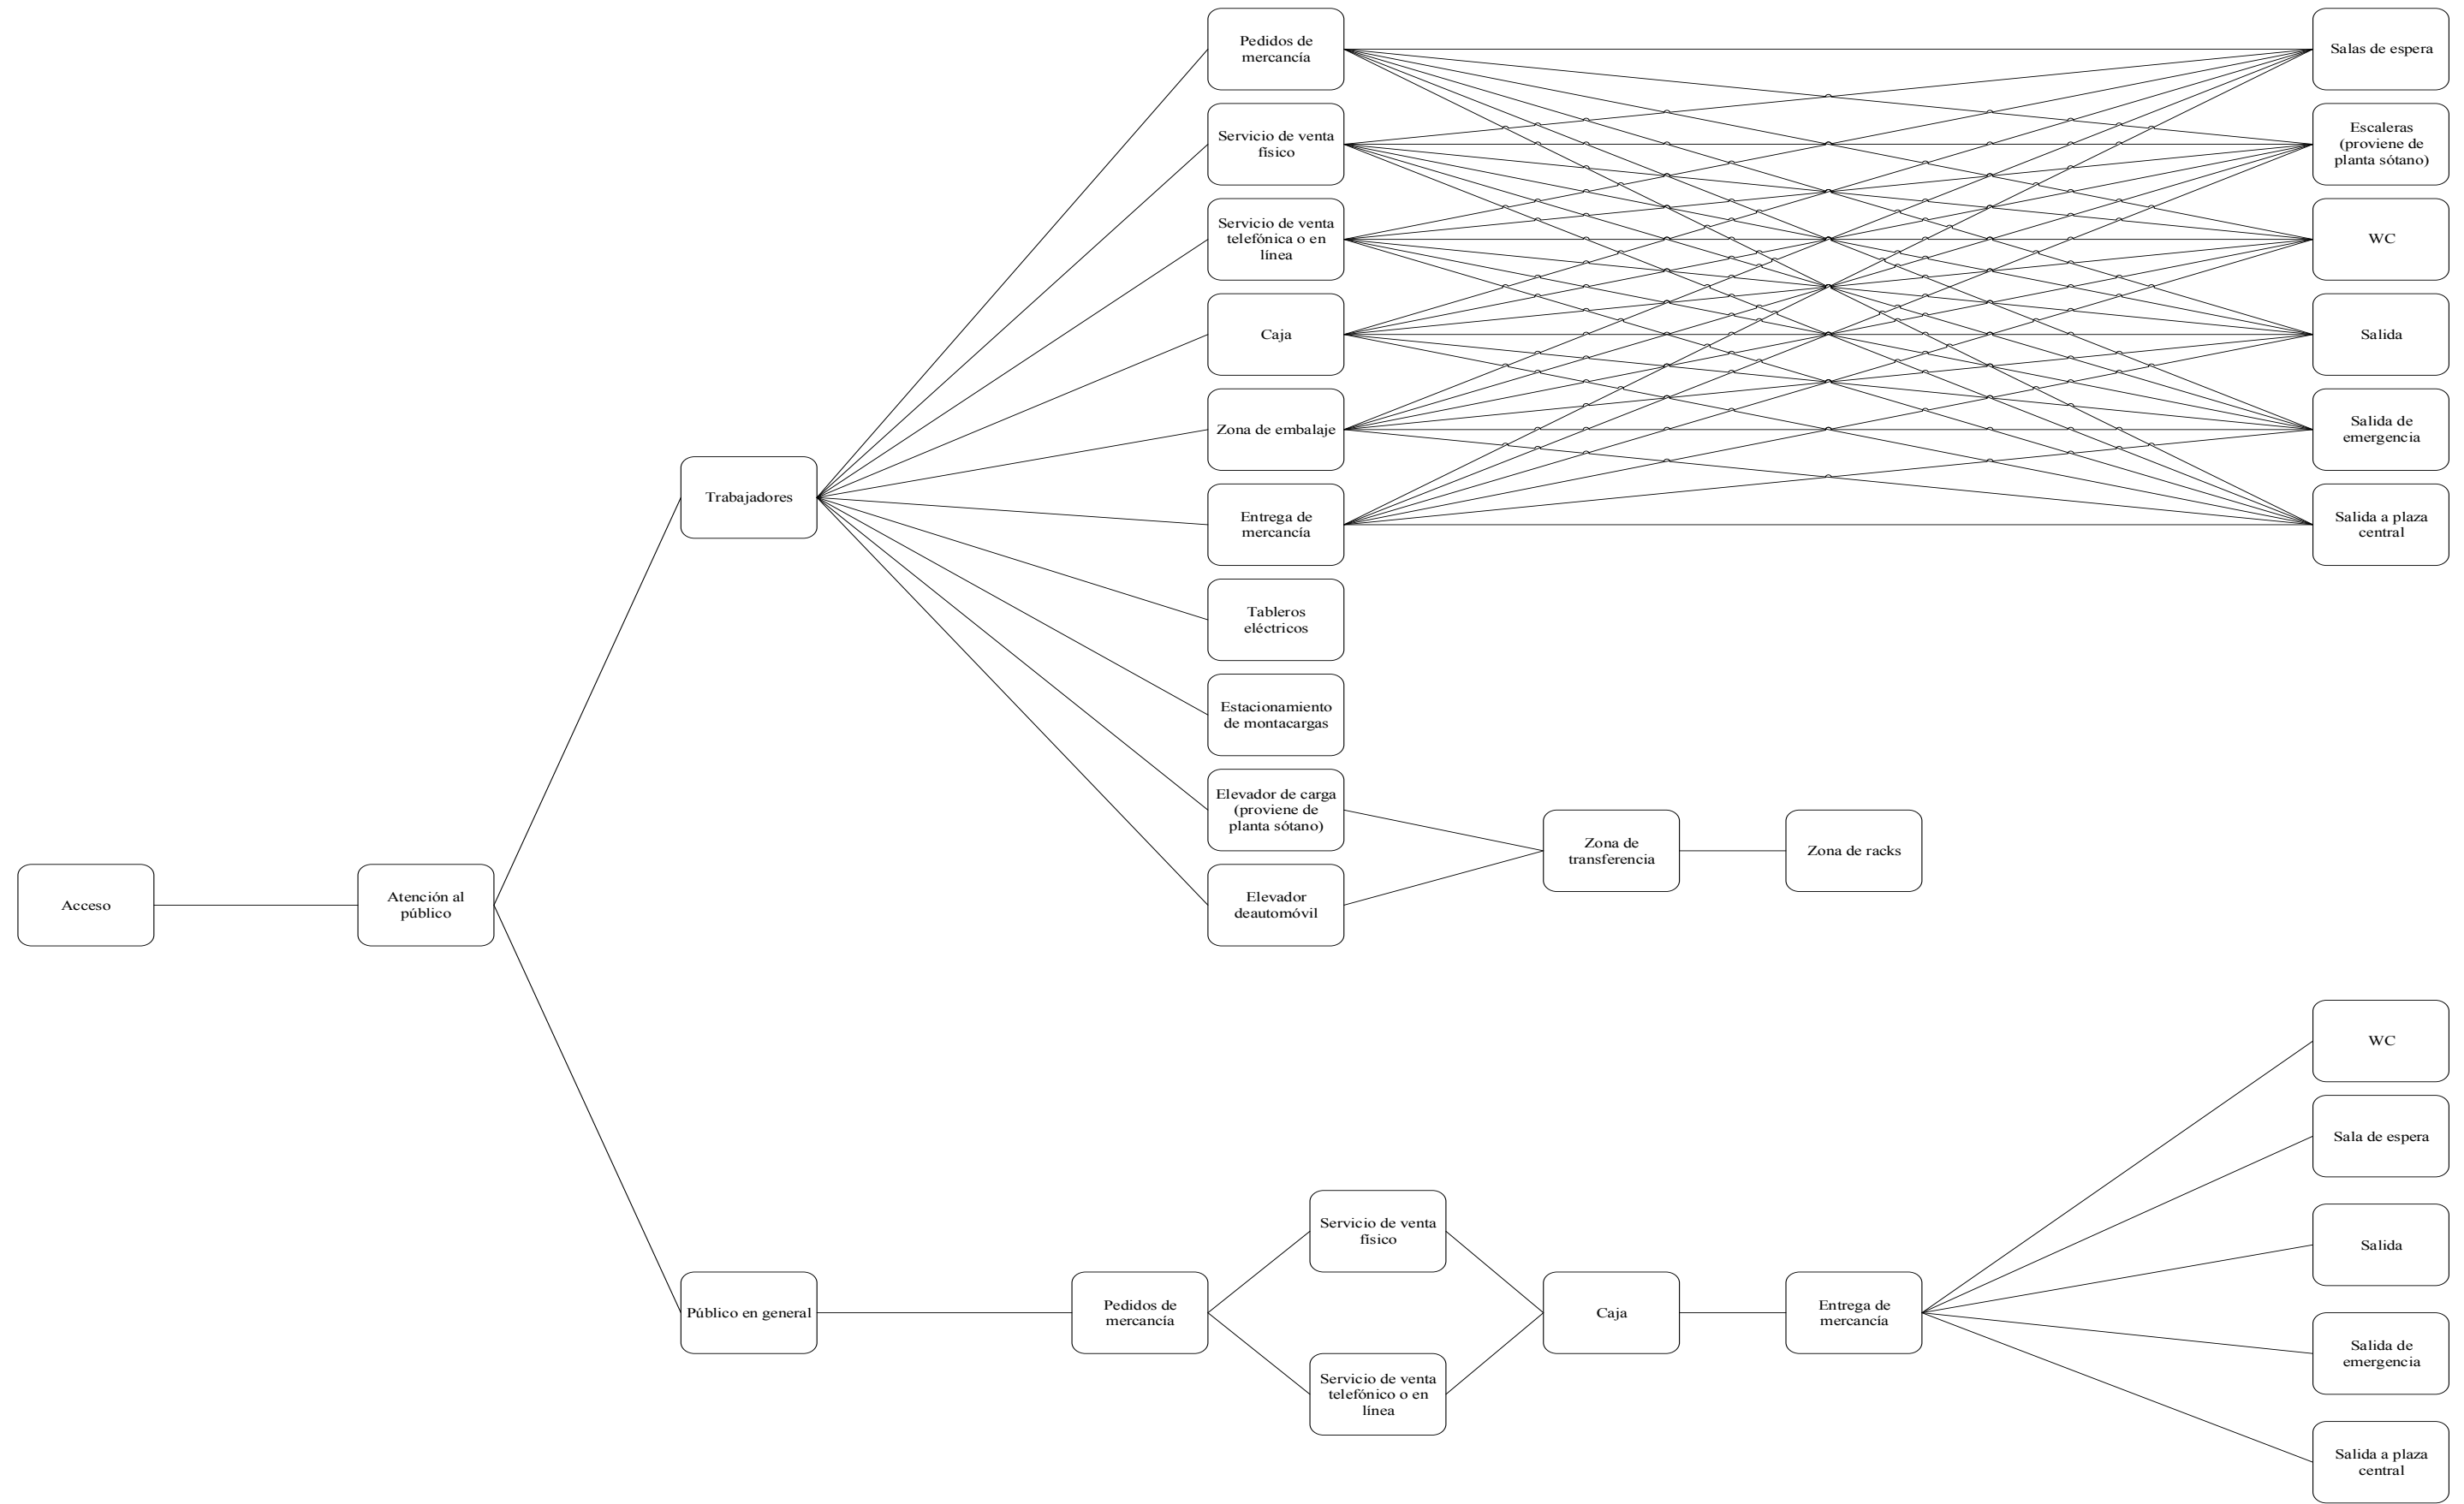 Pedidos de
mercancía
Salas de espera
Servicio de venta
físico
Escaleras
(proviene de
planta sótano)
Servicio de venta
telefónica o en
línea
WC
Caja
Salida
Zona de embalaje
Salida de
emergencia
Trabajadores
Entrega de
mercancía
Salida a plaza
central
Tableros
eléctricos
Estacionamiento
de montacargas
Elevador de carga
(proviene de
planta sótano)
Zona de
transferencia
Zona de racks
Acceso
Atención al
público
Elevador
deautomóvil
WC
Sala de espera
Servicio de venta
físico
Salida
Público en general
Pedidos de
mercancía
Caja
Entrega de
mercancía
Salida de
emergencia
Servicio de venta
telefónico o en
línea
Salida a plaza
central